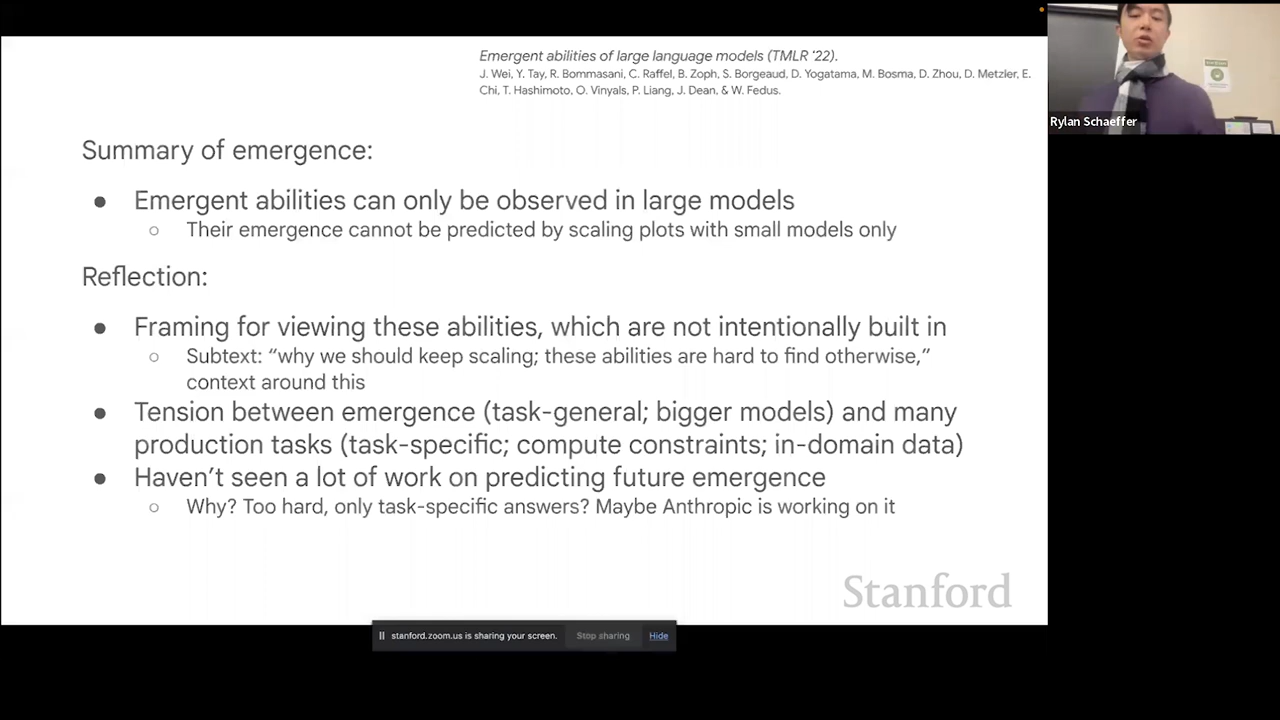 Emergent abilities of large language models (TMLR ‘22).
J. Wei, Y. Tay, R. Bommasani, C. Raffel, B. Zoph, S. Borgeaud, D. Yogatama, M. Bosma, D. Zhou, D. Metzler, E.
Chi, T. Hashimoto, O. Vinyals, P. Liang, J. Dean, & W. Fedus.
Rylan Schaeffer
Summary of emergence:
● Emergent abilities can only be observed in large models
○ Their emergence cannot be predicted by scaling plots with small models only
Reflection:
● Framing for viewing these abilities, which are not intentionally built in
○ Subtext: “why we should keep scaling; these abilities are hard to find otherwise,”
context around this
● Tension between emergence (task-general; bigger models) and many
production tasks (task-specific; compute constraints; in-domain data)
● Haven’t seen a lot of work on predicting future emergence
○ Why? Too hard, only task-specific answers? Maybe Anthropic is working on it
Stanford
stanford.zoom.us is sharing your screen. Stop sharing Hide